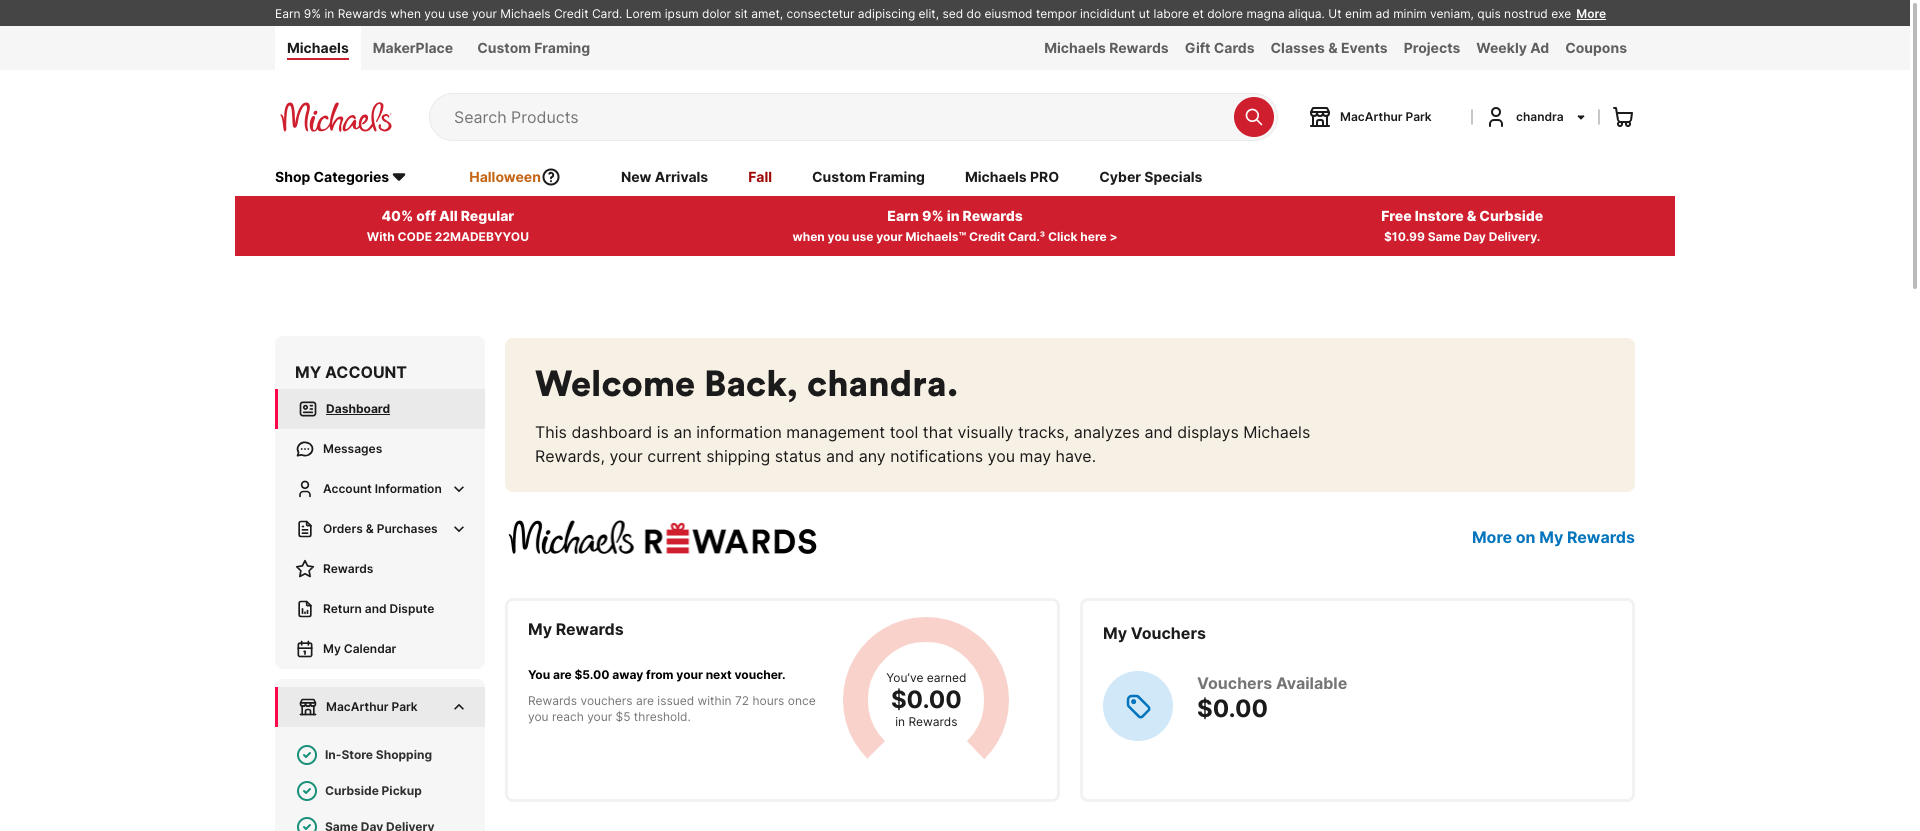 Earn 9% in Rewards when you use your Michaels Credit Card. Lorem ipsum dolor sit amet, consectetur adipiscing elit, sed do eiusmod tempor incididunt ut labore et dolore magna aliqua. Ut enim ad minim veniam, quis nostrud exe More
Michaels MakerPlace Custom Framing Michaels Rewards Gift Cards Classes & Events Projects Weekly Ad Coupons
Michaels Search Products MacArthur Park chandra
Shop Categories Halloween New Arrivals Fall Custom Framing Michaels PRO Cyber Specials
40% off All Regular
With CODE 22MADEBYYOU
Earn 9% in Rewards
when you use your Michaels™ Credit Card.³ Click here >
Free Instore & Curbside
$10.99 Same Day Delivery.
MY ACCOUNT
Dashboard
Messages
Account Information
Orders & Purchases
Rewards
Return and Dispute
My Calendar
MacArthur Park
In-Store Shopping
Curbside Pickup
Same Day Delivery
Welcome Back, chandra.
This dashboard is an information management tool that visually tracks, analyzes and displays Michaels
Rewards, your current shipping status and any notifications you may have.
Michaels REWARDS
More on My Rewards
My Rewards
You are $5.00 away from your next voucher.
Rewards vouchers are issued within 72 hours once
you reach your $5 threshold.
You've earned
$0.00
in Rewards
My Vouchers
Vouchers Available
$0.00